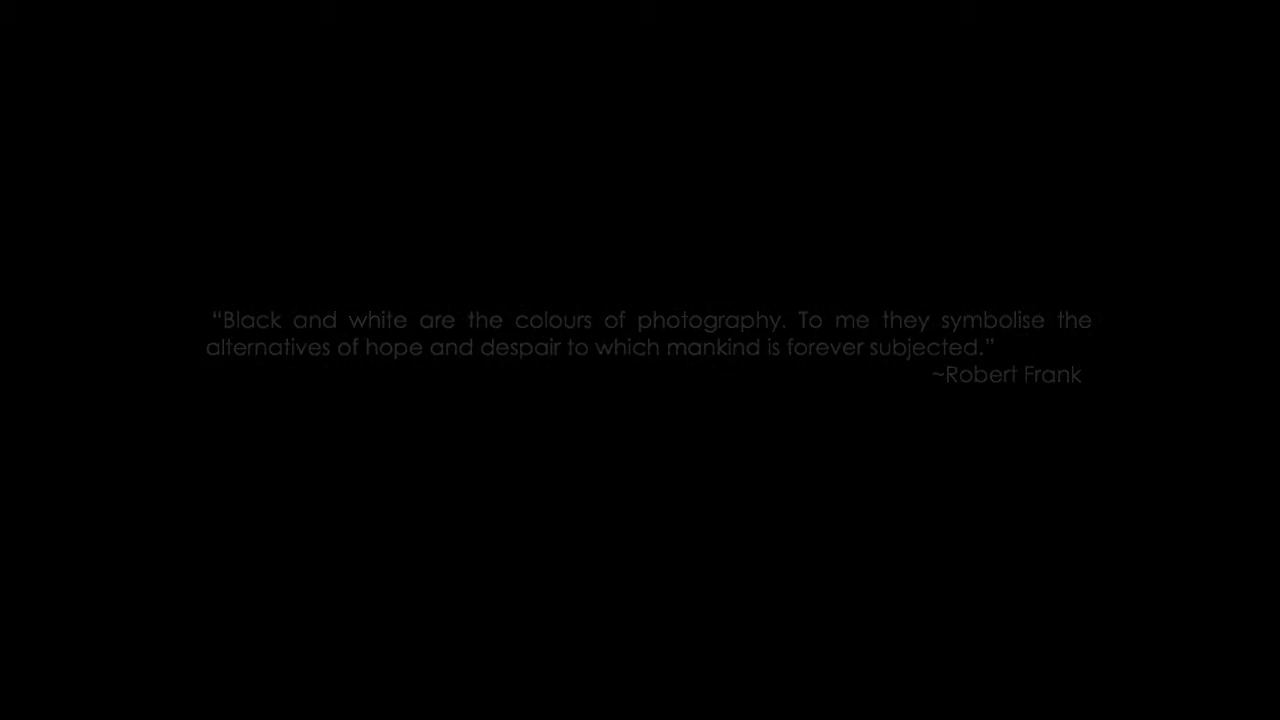 “Black and white are the colours of photography. To me they symbolise the
alternatives of hope and despair to which mankind is forever subjected.”
~Robert Frank